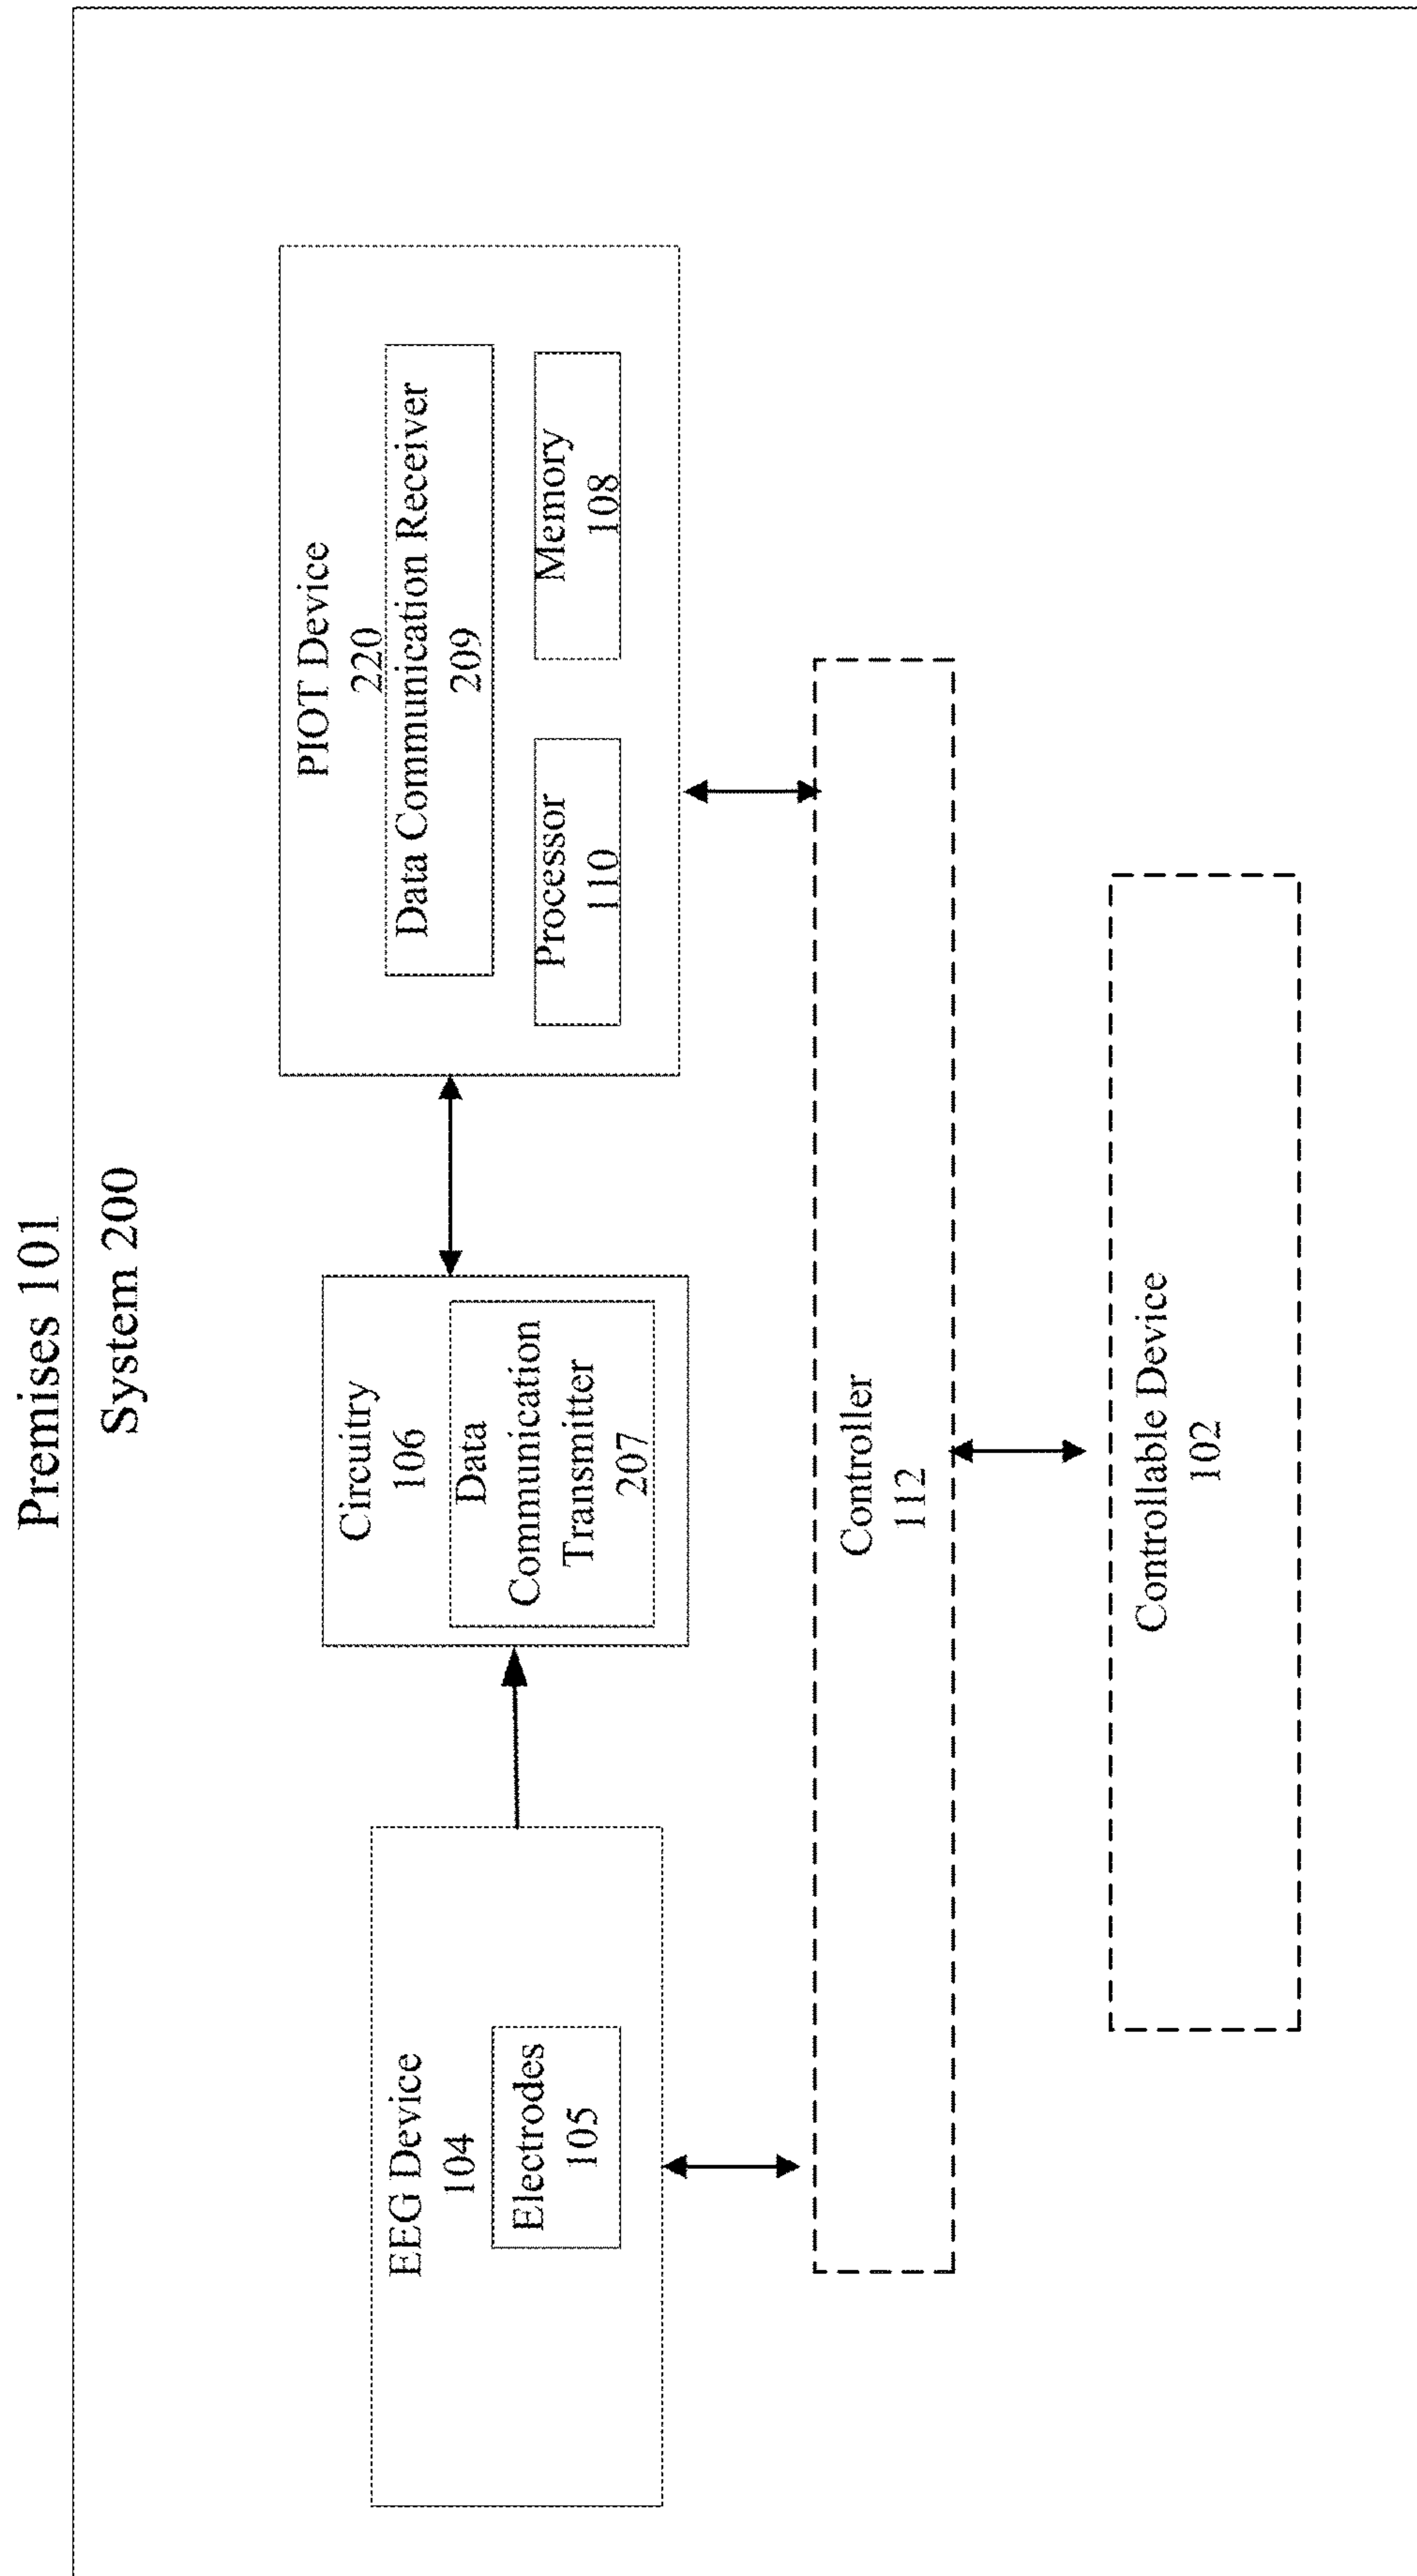 Premises 101
System 200
EEG Device
104
Electrodes
105
Circuitry
106
Data
Communication
Transmitter
207
PIOT Device
220
Data Communication Receiver
209
Processor
110
Memory
108
Controller
112
Controllable Device
102